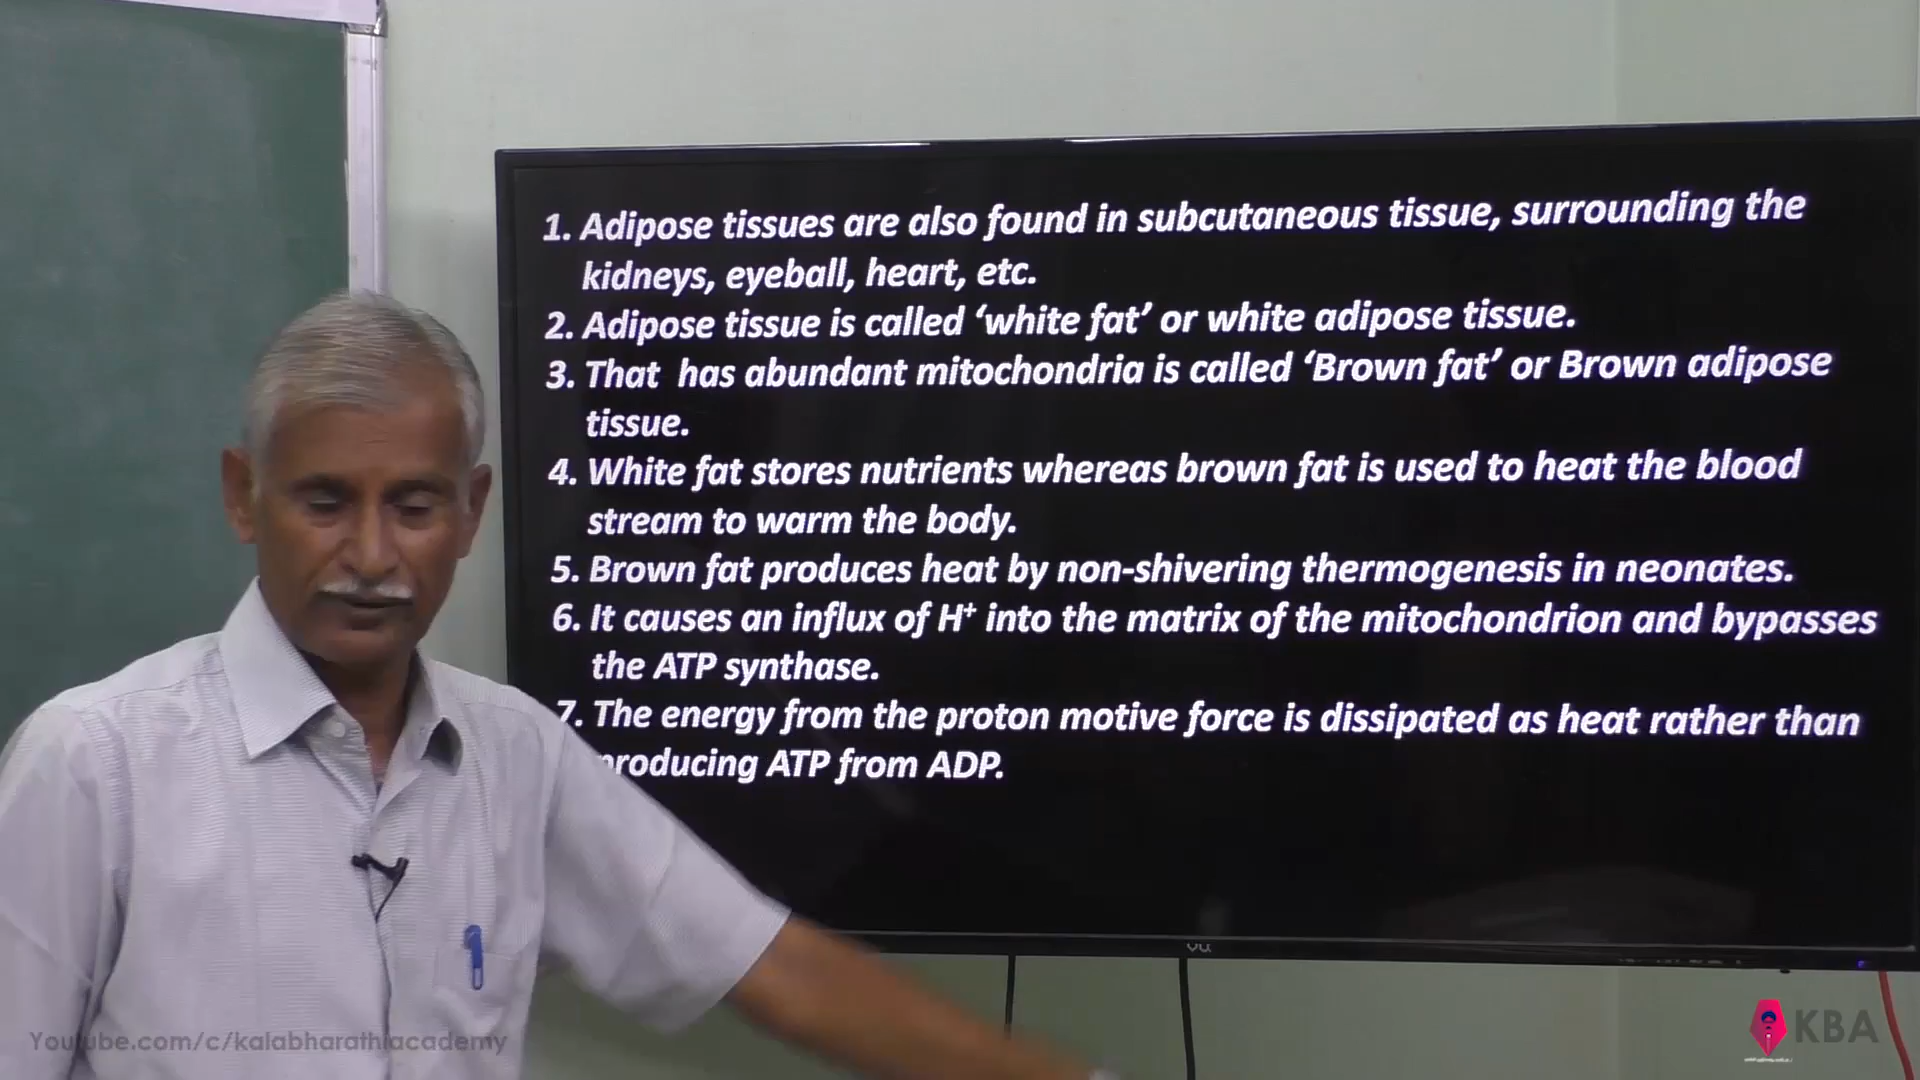 1. Adipose tissues are also found in subcutaneous tissue, surrounding the
kidneys, eyeball, heart, etc.
2. Adipose tissue is called ‘white fat’ or white adipose tissue.
3. That has abundant mitochondria is called ‘Brown fat’ or Brown adipose
tissue.
4. White fat stores nutrients whereas brown fat is used to heat the blood
stream to warm the body.
5. Brown fat produces heat by non-shivering thermogenesis in neonates.
6. It causes an influx of H⁺ into the matrix of the mitochondrion and bypasses
the ATP synthase.
7. The energy from the proton motive force is dissipated as heat rather than
producing ATP from ADP.
VU
Youtube.com/c/kalabharathiacademy
KBA